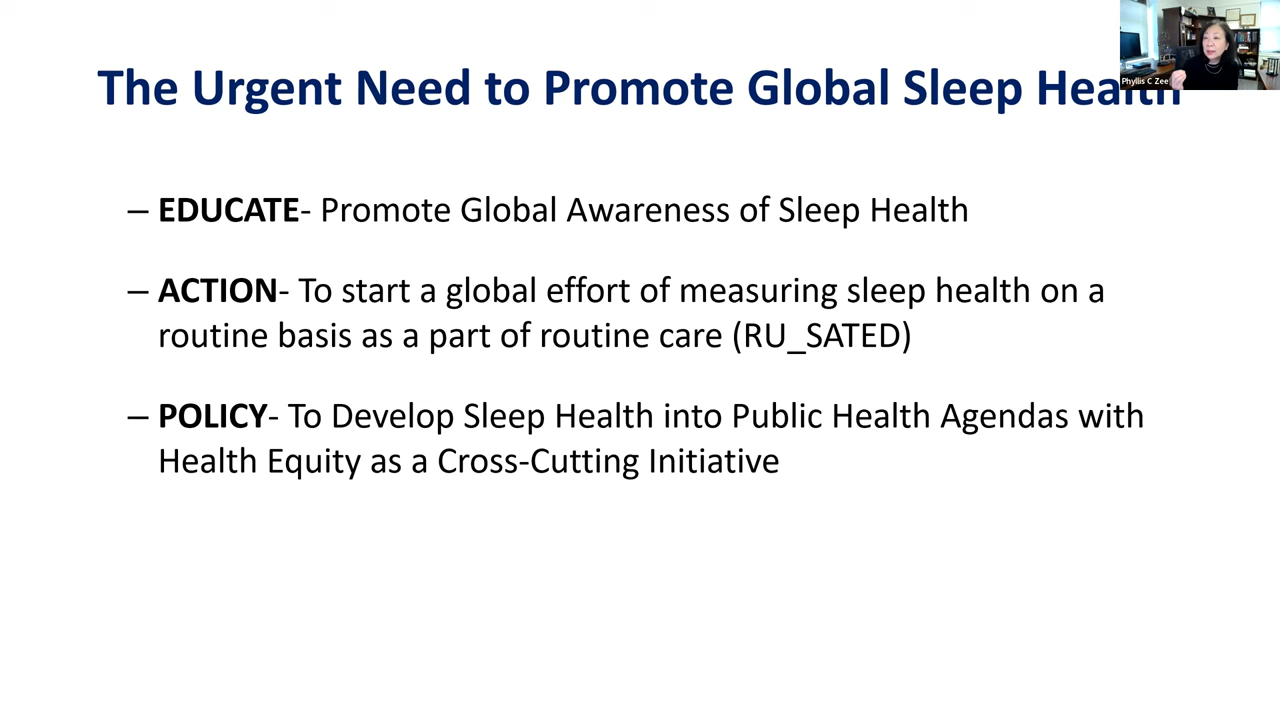 The Urgent Need to Promote Global Sleep Health
Phyllis C Zee
– EDUCATE- Promote Global Awareness of Sleep Health
– ACTION- To start a global effort of measuring sleep health on a
routine basis as a part of routine care (RU_SATED)
– POLICY- To Develop Sleep Health into Public Health Agendas with
Health Equity as a Cross-Cutting Initiative